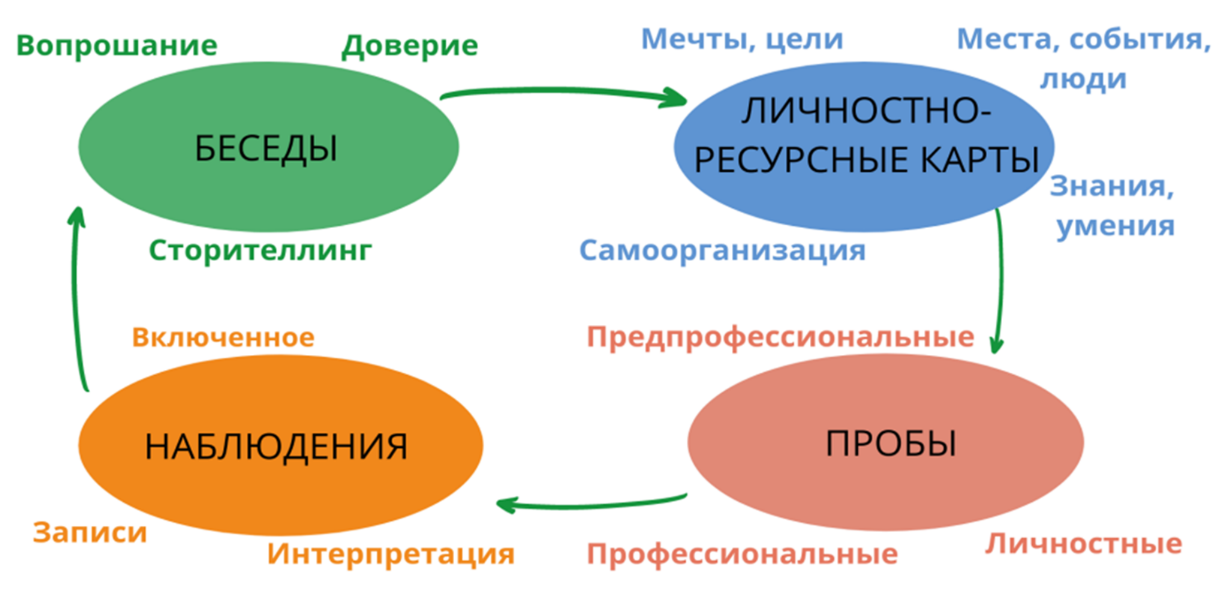 Вопрошание
Доверие
БЕСЕДЫ
Сторителлинг
Мечты, цели
Места, события,
люди
ЛИЧНОСТНО-
РЕСУРСНЫЕ КАРТЫ
Знания,
умения
Самоорганизация
Включенное
НАБЛЮДЕНИЯ
Записи
Интерпретация
Предпрофессиональные
ПРОБЫ
Профессиональные
Личностные